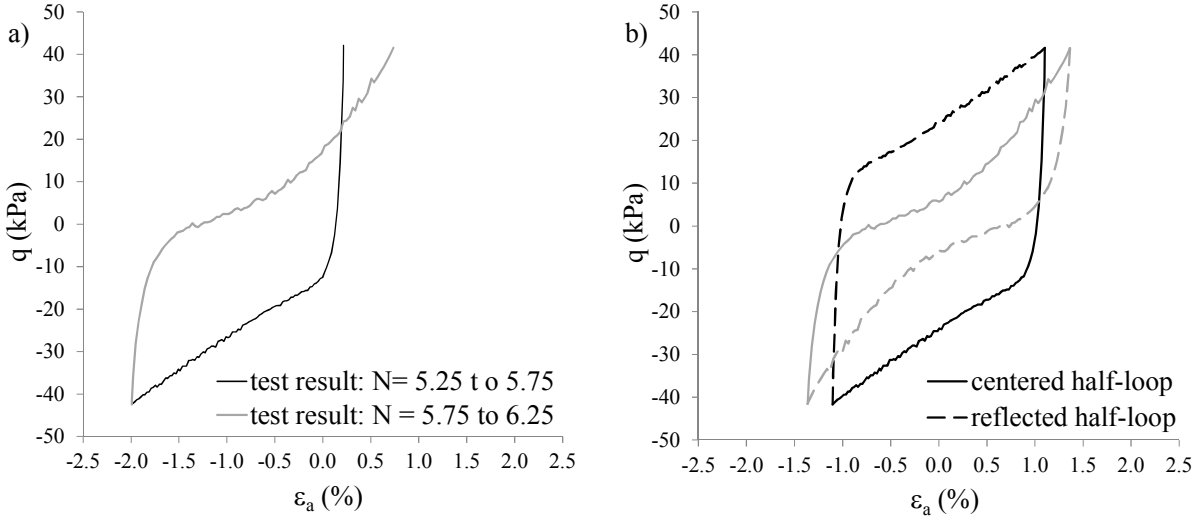 a)
50
40
30
20
10
0
-10
-20
-30
-40
-50
q (kPa)
-2.5 -2.0 -1.5 -1.0 -0.5 0.0 0.5 1.0 1.5 2.0 2.5
εa (%)
test result: N= 5.25 t o 5.75
test result: N = 5.75 to 6.25
b)
50
40
30
20
10
0
-10
-20
-30
-40
-50
q (kPa)
-2.5 -2.0 -1.5 -1.0 -0.5 0.0 0.5 1.0 1.5 2.0 2.5
εa (%)
centered half-loop
reflected half-loop